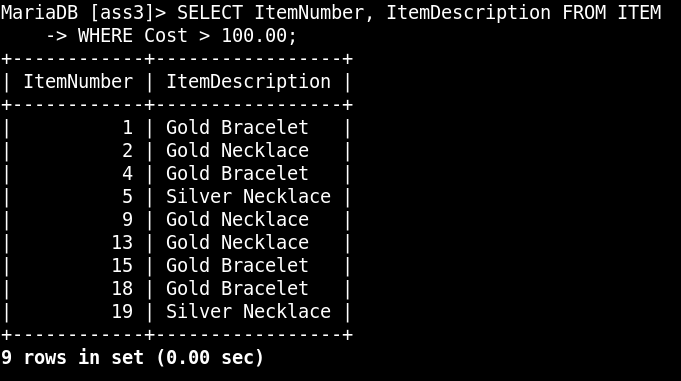 MariaDB [ass3]> SELECT ItemNumber, ItemDescription FROM ITEM
    -> WHERE Cost > 100.00;
+------------+-----------------+
| ItemNumber | ItemDescription |
+------------+-----------------+
|          1 | Gold Bracelet   |
|          2 | Gold Necklace   |
|          4 | Gold Bracelet   |
|          5 | Silver Necklace |
|          9 | Gold Necklace   |
|         13 | Gold Necklace   |
|         15 | Gold Bracelet   |
|         18 | Gold Bracelet   |
|         19 | Silver Necklace |
+------------+-----------------+
9 rows in set (0.00 sec)